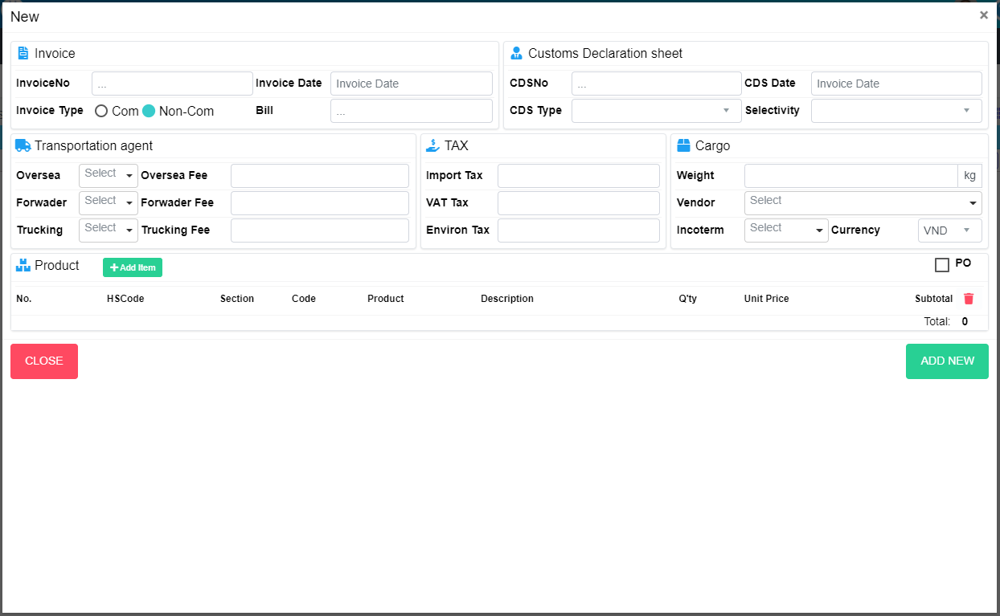 New
×
Invoice
InvoiceNo ... Invoice Date Invoice Date
Invoice Type Com Non-Com Bill ...
Customs Declaration sheet
CDSNo ... CDS Date Invoice Date
CDS Type Selectivity
Transportation agent
Oversea Select Oversea Fee
Forwader Select Forwader Fee
Trucking Select Trucking Fee
TAX
Import Tax
VAT Tax
Environ Tax
Cargo
Weight kg
Vendor Select
Incoterm Select Currency VND
Product + Add Item PO
No. HSCode Section Code Product Description Q'ty Unit Price Subtotal
Total: 0
CLOSE ADD NEW